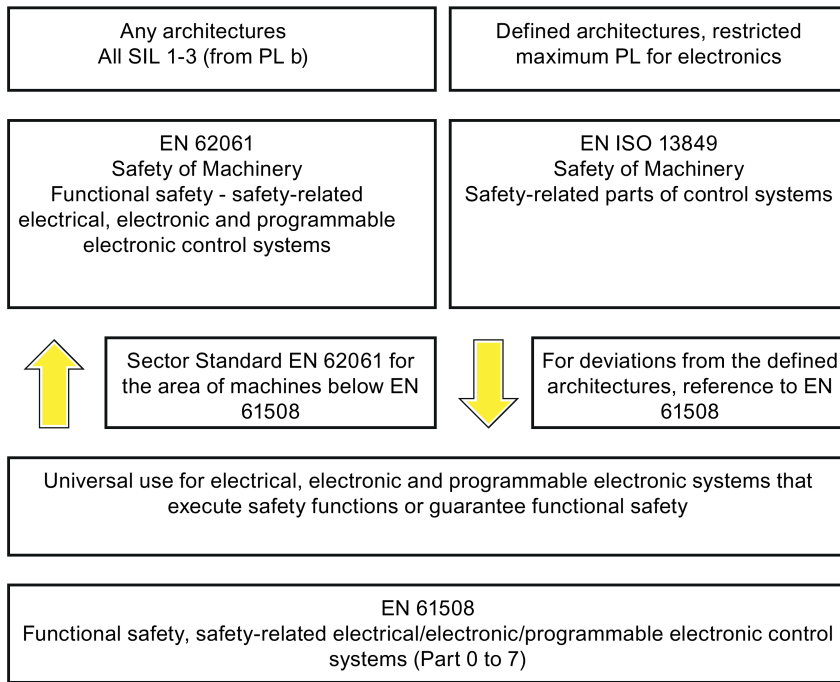 Any architectures
All SIL 1-3 (from PL b)
Defined architectures, restricted
maximum PL for electronics
EN 62061
Safety of Machinery
Functional safety - safety-related
electrical, electronic and programmable
electronic control systems
EN ISO 13849
Safety of Machinery
Safety-related parts of control systems
Sector Standard EN 62061 for
the area of machines below EN
61508
For deviations from the defined
architectures, reference to EN
61508
Universal use for electrical, electronic and programmable electronic systems that
execute safety functions or guarantee functional safety
EN 61508
Functional safety, safety-related electrical/electronic/programmable electronic control
systems (Part 0 to 7)